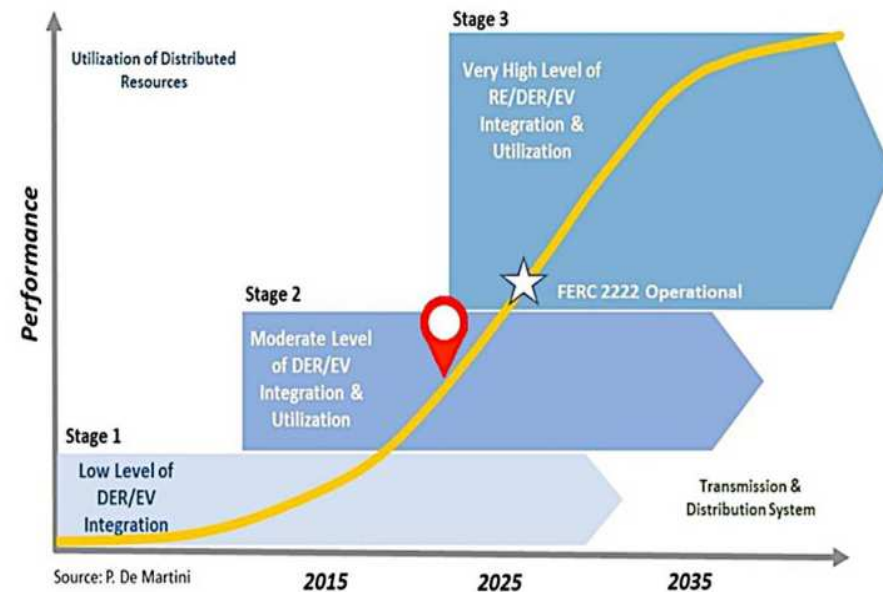 Stage 3
Utilization of Distributed
Resources
Very High Level of
RE/DER/EV
Integration &
Utilization
FERC 2222 Operational
Stage 2
Moderate Level
of DER/EV
Integration &
Utilization
Stage 1
Low Level of
DER/EV
Integration
Transmission &
Distribution System
Performance
Source: P. De Martini
2015
2025
2035